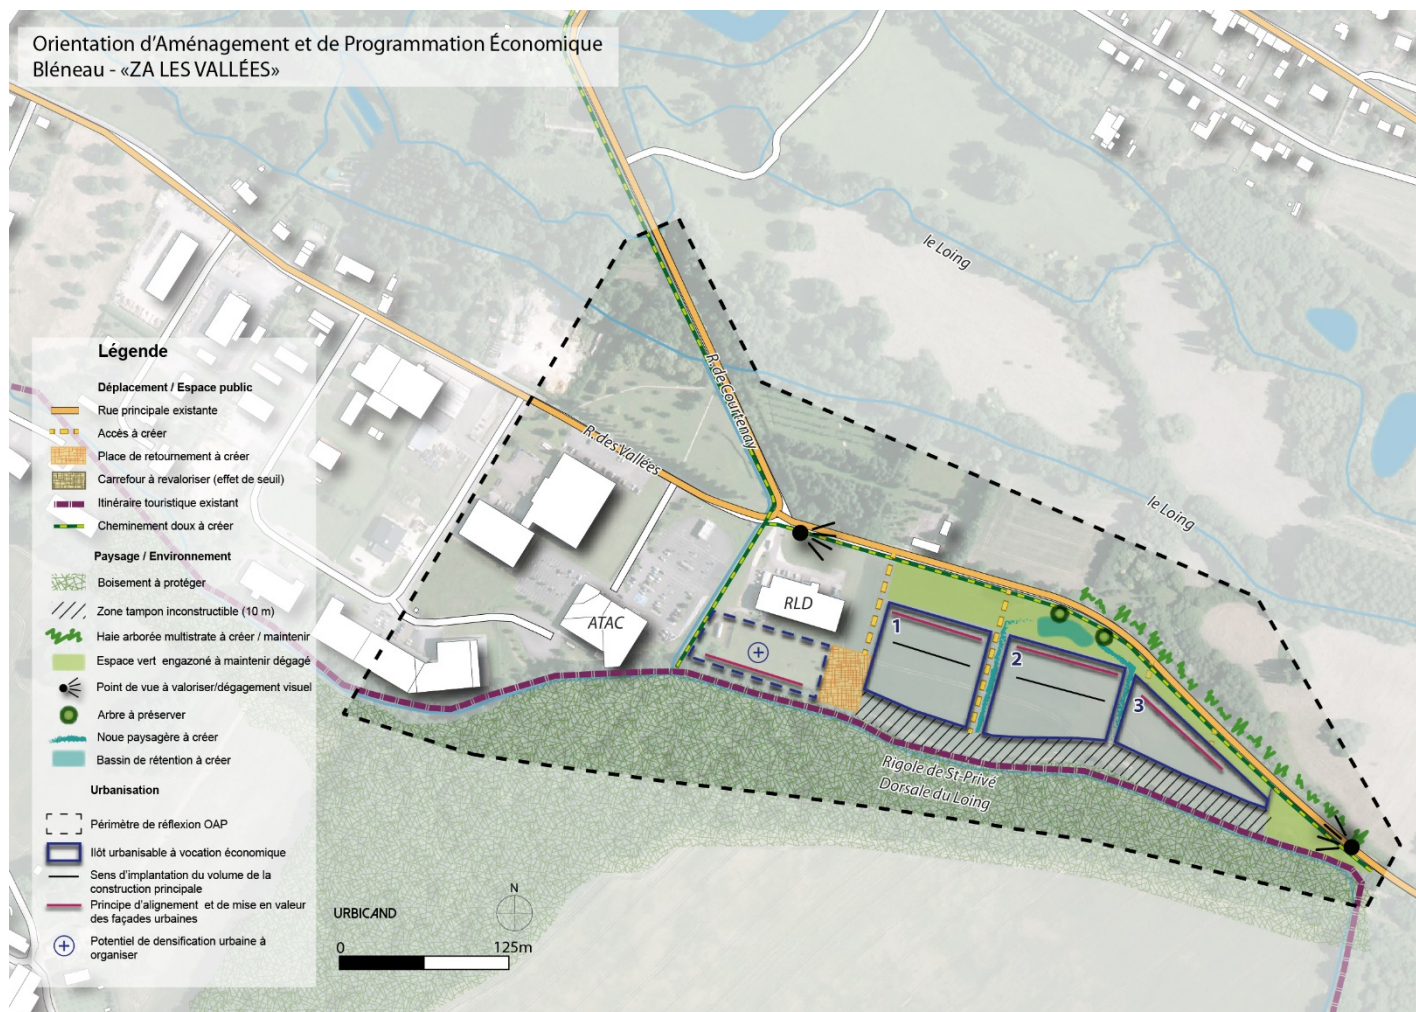 Orientation d'Aménagement et de Programmation Économique
Bléneau - «ZA LES VALLÉES»
le Loing
le Loing
R. de Courtenay
R. des Vallées
RLD
ATAC
1
2
3
Rigole de St-Privé
Dorsale du Loing
Légende
Déplacement / Espace public
Rue principale existante
Accès à créer
Place de retournement à créer
Carrefour à revaloriser (effet de seuil)
Itinéraire touristique existant
Cheminement doux à créer
Paysage / Environnement
Boisement à protéger
Zone tampon inconstructible (10 m)
Haie arborée multistrate à créer / maintenir
Espace vert engazoné à maintenir dégagé
Point de vue à valoriser/dégagement visuel
Arbre à préserver
Noue paysagère à créer
Bassin de rétention à créer
Urbanisation
Périmètre de réflexion OAP
Ilôt urbanisable à vocation économique
Sens d'implantation du volume de la
construction principale
Principe d'alignement et de mise en valeur
des façades urbaines
Potentiel de densification urbaine à
organiser
URBICAND
N
0 125m